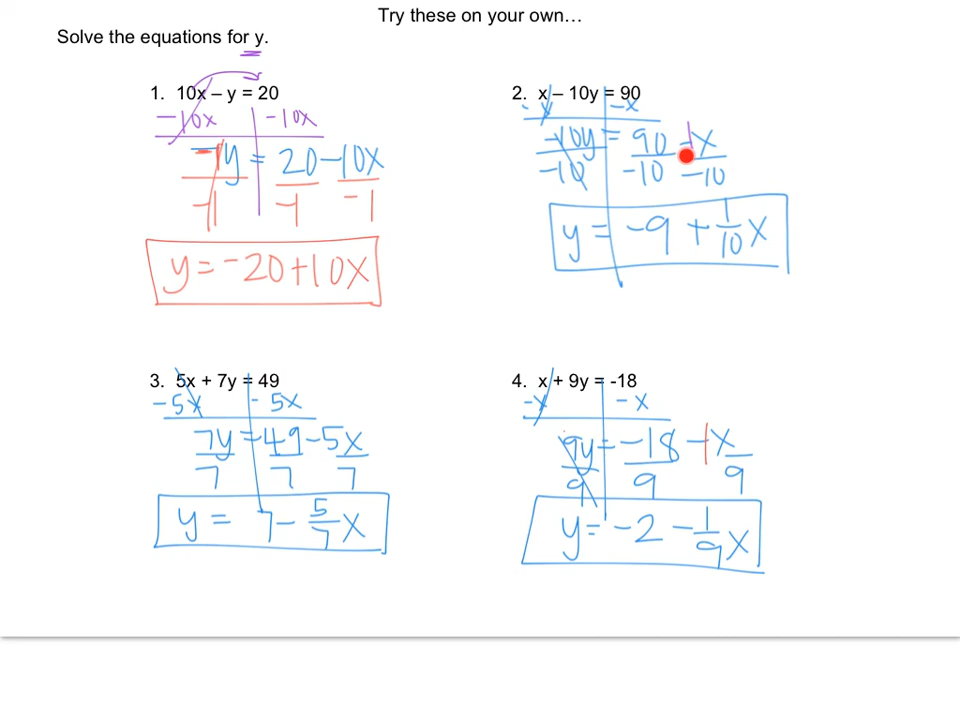 Try these on your own…
Solve the equations for y.
1. 10x – y = 20
-10x -10x
-1y = 20 -10x
-1 -1 -1
y = -20 + 10x
2. x – 10y = 90
-x -x
-10y = 90 -1x
-10 -10 -10
y = -9 + 1/10 x
3. 5x + 7y = 49
-5x -5x
7y = 49 -5x
7 7 7
y = 7 - 5/7 x
4. x + 9y = -18
-x -x
9y = -18 -1x
9 9 9
y = -2 - 1/9 x